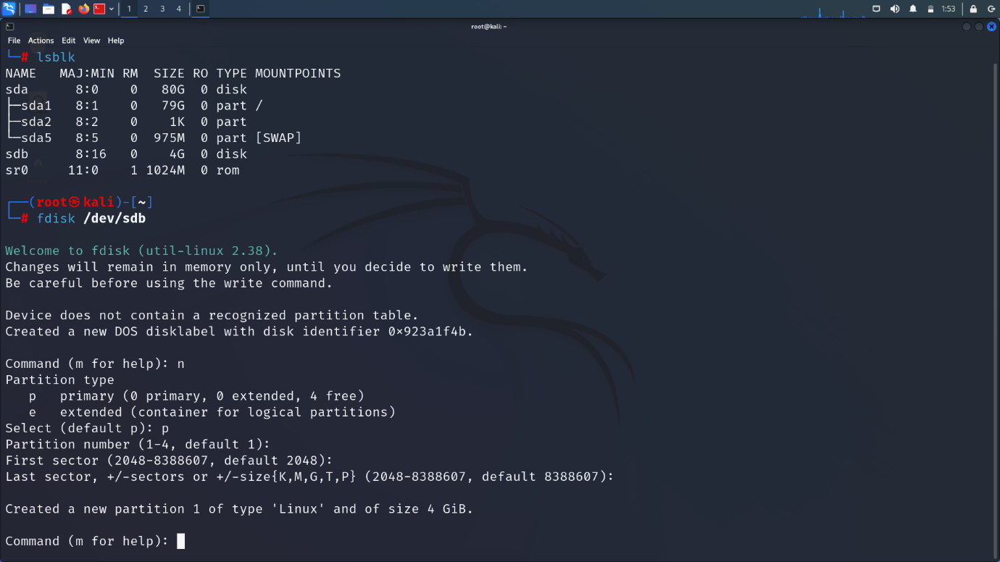 1 2 3 4
1:53
root@kali: ~
File Actions Edit View Help
└─# lsblk
NAME   MAJ:MIN RM  SIZE RO TYPE MOUNTPOINTS
sda      8:0    0   80G  0 disk
├─sda1   8:1    0   79G  0 part /
├─sda2   8:2    0    1K  0 part
└─sda5   8:5    0  975M  0 part [SWAP]
sdb      8:16   0    4G  0 disk
sr0     11:0    1 1024M  0 rom
┌──(root㉿kali)-[~]
└─# fdisk /dev/sdb
Welcome to fdisk (util-linux 2.38).
Changes will remain in memory only, until you decide to write them.
Be careful before using the write command.
Device does not contain a recognized partition table.
Created a new DOS disklabel with disk identifier 0x923a1f4b.
Command (m for help): n
Partition type
   p   primary (0 primary, 0 extended, 4 free)
   e   extended (container for logical partitions)
Select (default p): p
Partition number (1-4, default 1):
First sector (2048-8388607, default 2048):
Last sector, +/-sectors or +/-size{K,M,G,T,P} (2048-8388607, default 8388607):
Created a new partition 1 of type 'Linux' and of size 4 GiB.
Command (m for help):